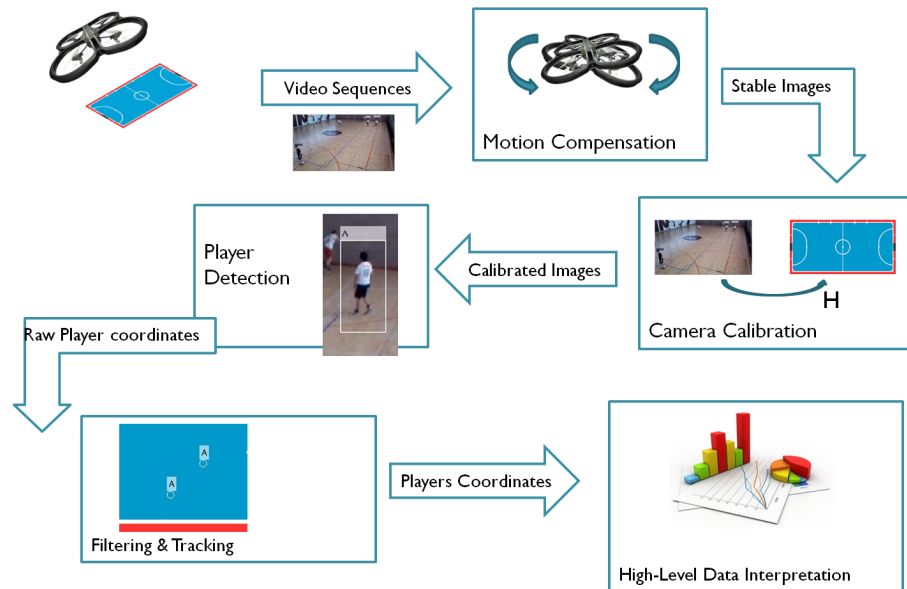 Video Sequences
Motion Compensation
Stable Images
Camera Calibration
H
Calibrated Images
Player
Detection
A
Raw Player coordinates
Filtering & Tracking
A
A
Players Coordinates
High-Level Data Interpretation